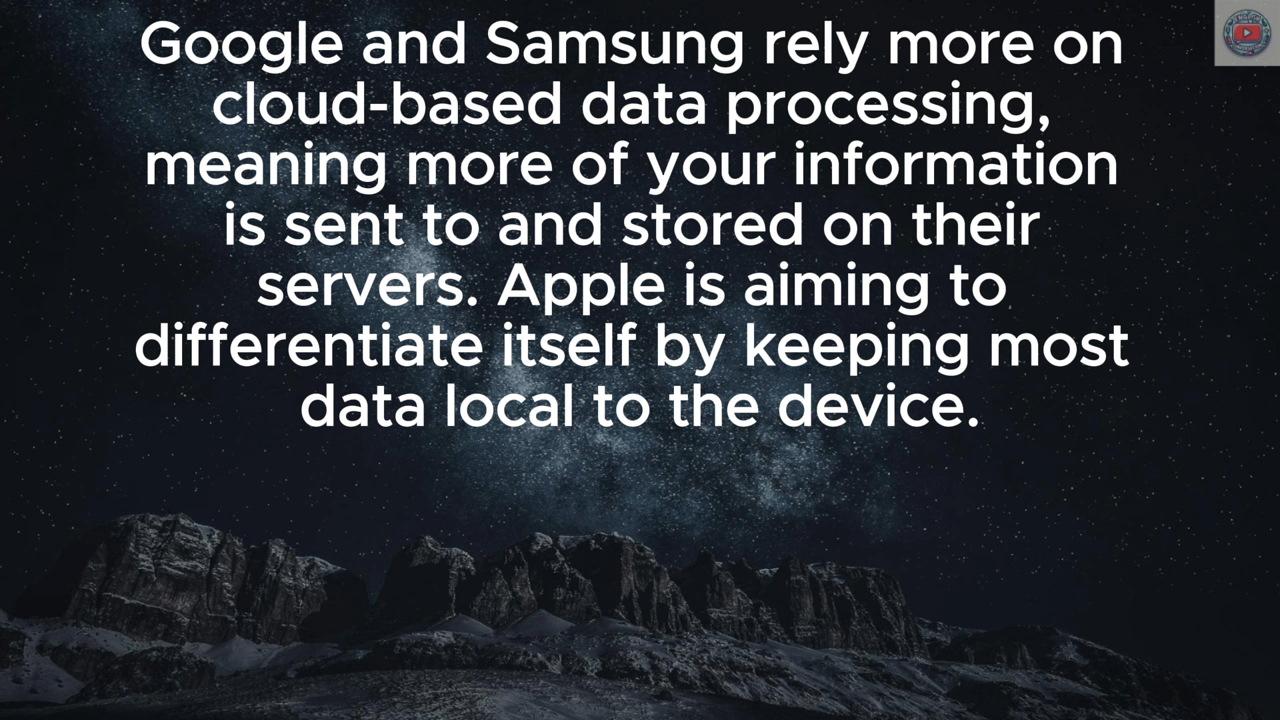 Google and Samsung rely more on
cloud-based data processing,
meaning more of your information
is sent to and stored on their
servers. Apple is aiming to
differentiate itself by keeping most
data local to the device.